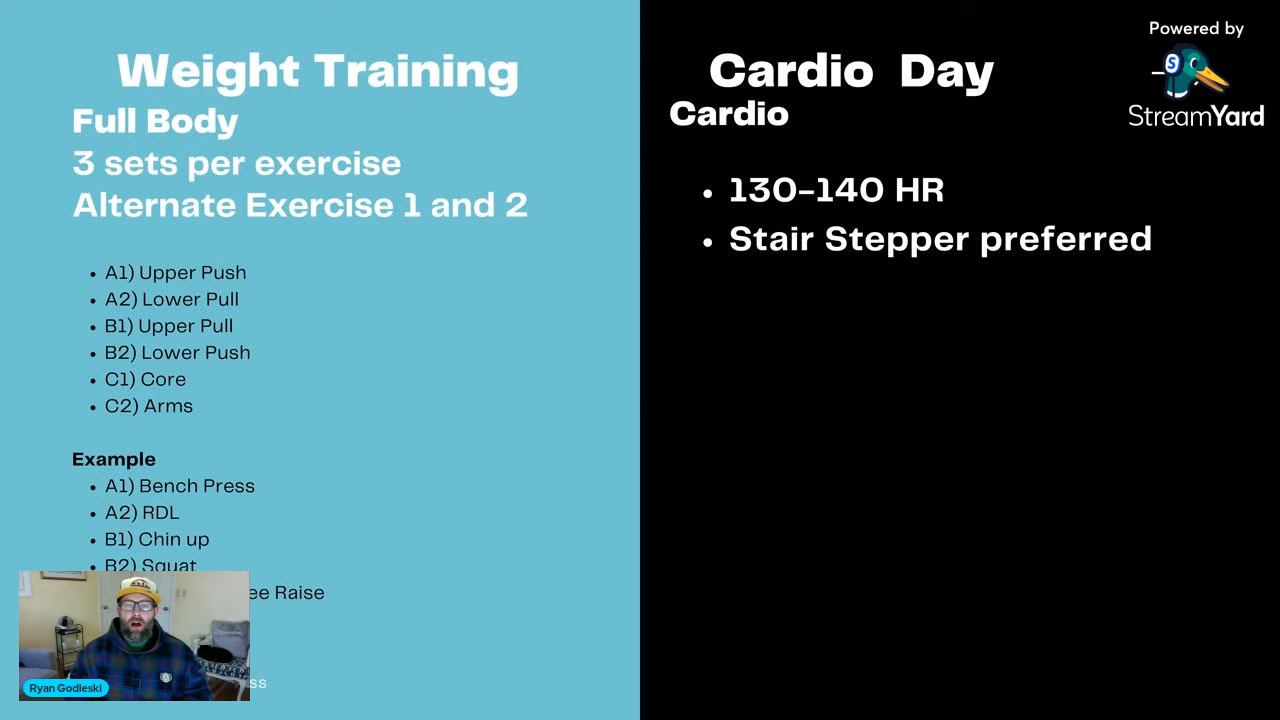 Weight Training
Full Body
3 sets per exercise
Alternate Exercise 1 and 2
A1) Upper Push
A2) Lower Pull
B1) Upper Pull
B2) Lower Push
C1) Core
C2) Arms
Example
A1) Bench Press
A2) RDL
B1) Chin up
B2) Squat
Raise
Ryan Godleski
Cardio Day
Cardio
130-140 HR
Stair Stepper preferred
Powered by
StreamYard